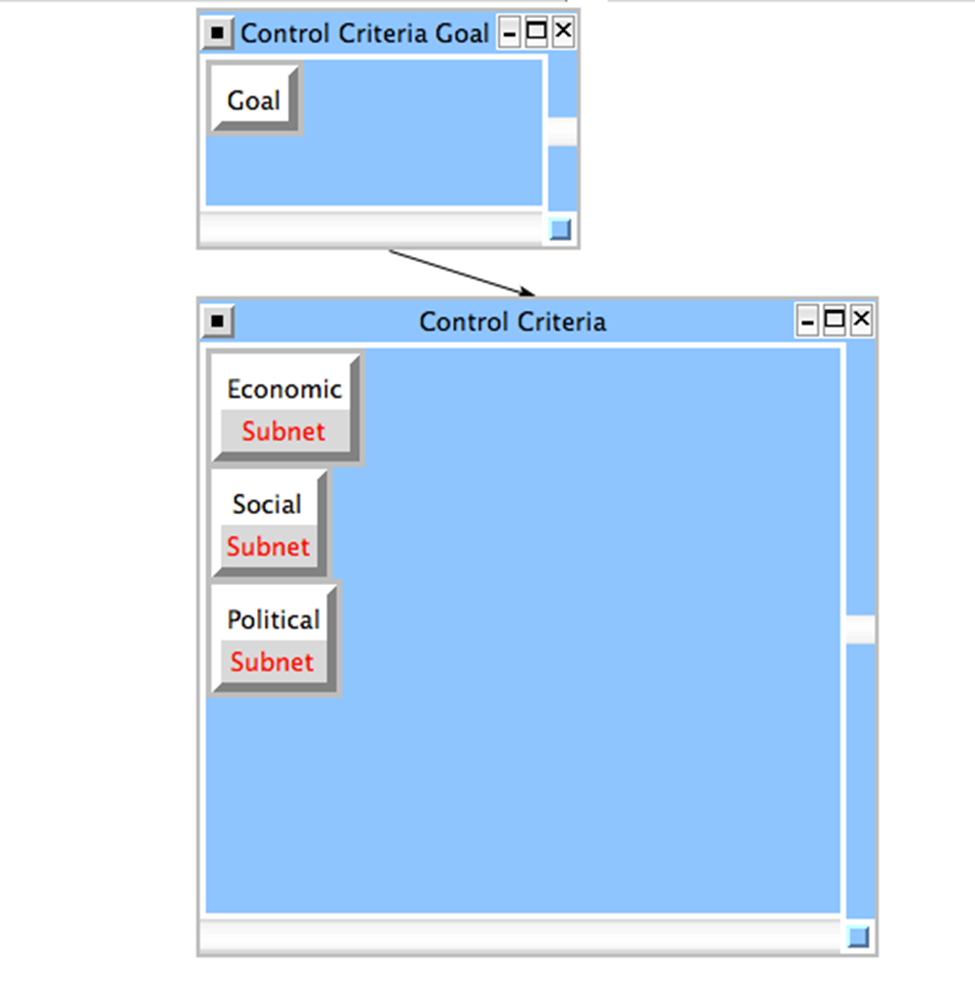 Control Criteria Goal
Goal
Control Criteria
Economic
Subnet
Social
Subnet
Political
Subnet